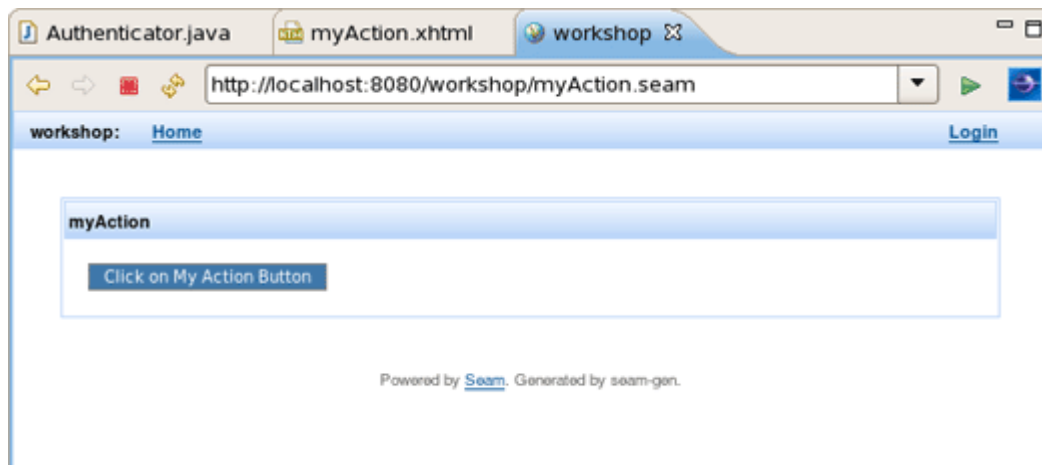 Authenticator.java myAction.xhtml workshop
http://localhost:8080/workshop/myAction.seam
workshop: Home Login
myAction
Click on My Action Button
Powered by Seam. Generated by seam-gen.